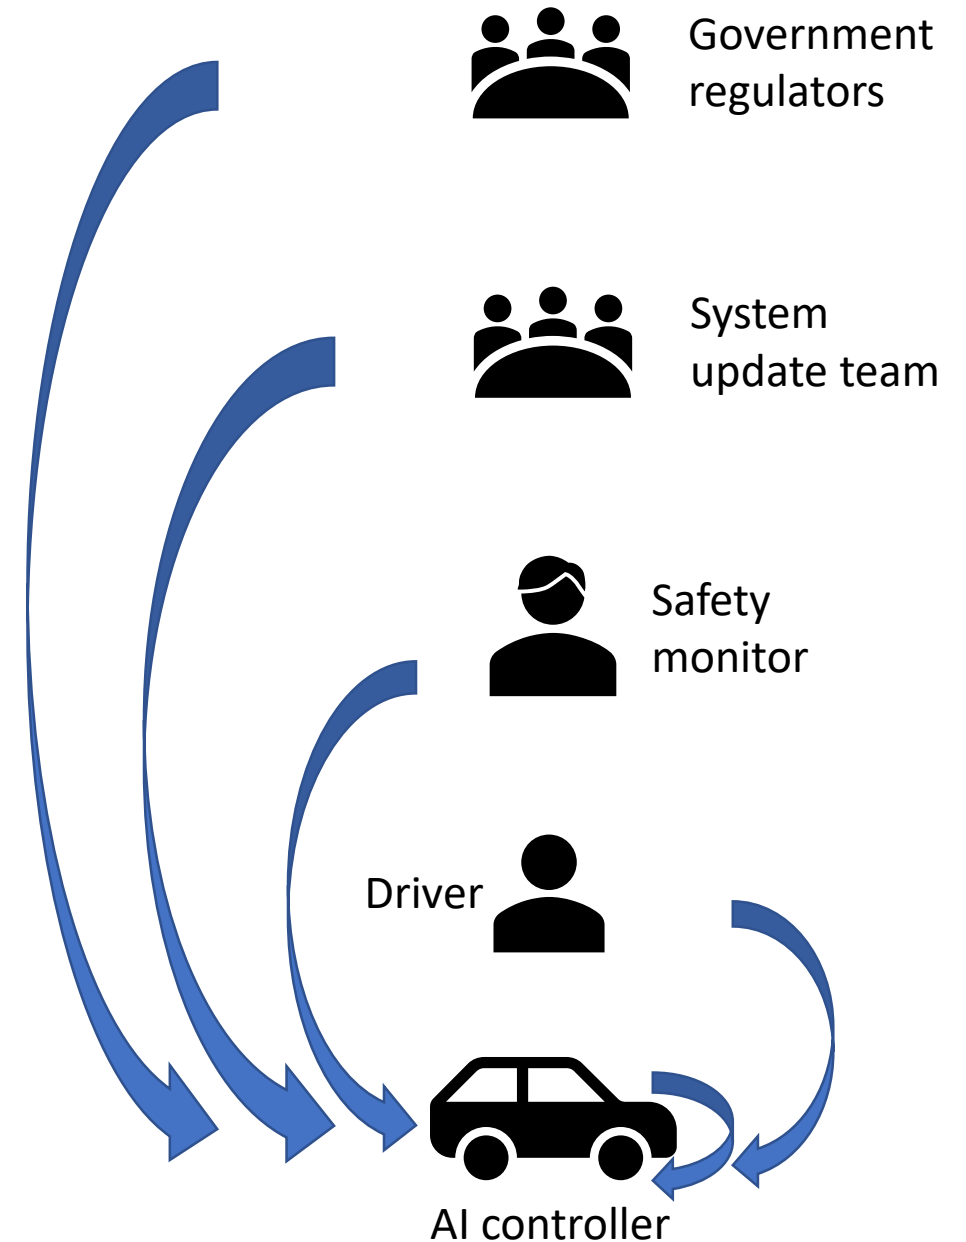 Government
regulators
System
update team
Safety
monitor
Driver
AI controller